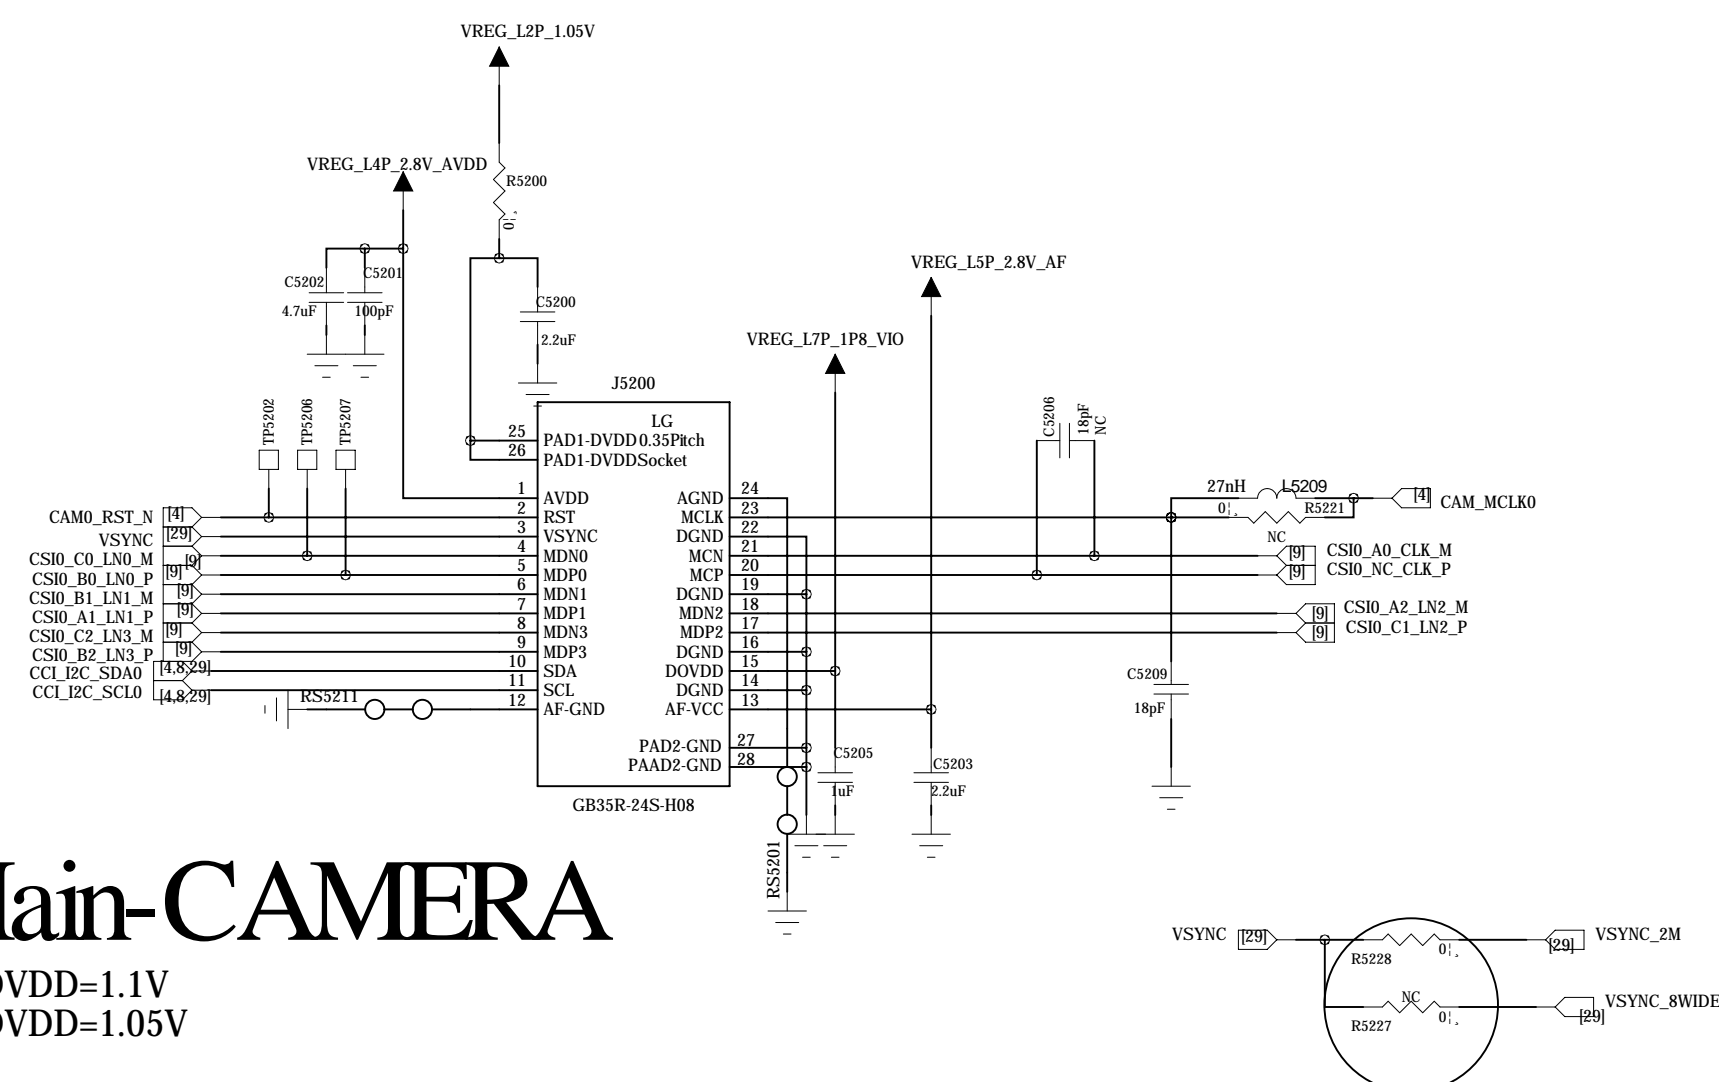 VREG_L2P_1.05V
VREG_L4P_2.8V_AVDD
R5200
0
C5202
C5201
4.7uF
100pF
C5200
2.2uF
VREG_L5P_2.8V_AF
VREG_L7P_1P8_VIO
J5200
TP5202
TP5206
TP5207
LG
25 PAD1-DVDD 0.35Pitch
26 PAD1-DVDD Socket
C5206
18pF
NC
1 AVDD
2 RST
3 VSYNC
4 MDN0
5 MDP0
6 MDN1
7 MDP1
8 MDN3
9 MDP3
10 SDA
11 SCL
12 AF-GND
AGND 24
MCLK 23
DGND 22
MCN 21
MCP 20
DGND 19
MDN2 18
MDP2 17
DGND 16
DOVDD 15
DGND 14
AF-VCC 13
PAD2-GND 27
PAAD2-GND 28
GB35R-24S-H08
CAM0_RST_N [4]
VSYNC [29]
CSI0_C0_LN0_M [9]
CSI0_B0_LN0_P [9]
CSI0_B1_LN1_M [9]
CSI0_A1_LN1_P [9]
CSI0_C2_LN3_M [9]
CSI0_B2_LN3_P [9]
CCI_I2C_SDA0 [4,8,29]
CCI_I2C_SCL0 [4,8,29]
RS5211
27nH L5209
0 R5221
NC
[4] CAM_MCLK0
[9] CSI0_A0_CLK_M
[9] CSI0_NC_CLK_P
[9] CSI0_A2_LN2_M
[9] CSI0_C1_LN2_P
C5209
18pF
C5205
1uF
C5203
2.2uF
RS5201
ain-CAMERA
VDD=1.1V
VDD=1.05V
VSYNC [29]
R5228 0
[29] VSYNC_2M
NC
R5227 0
[29] VSYNC_8WIDE